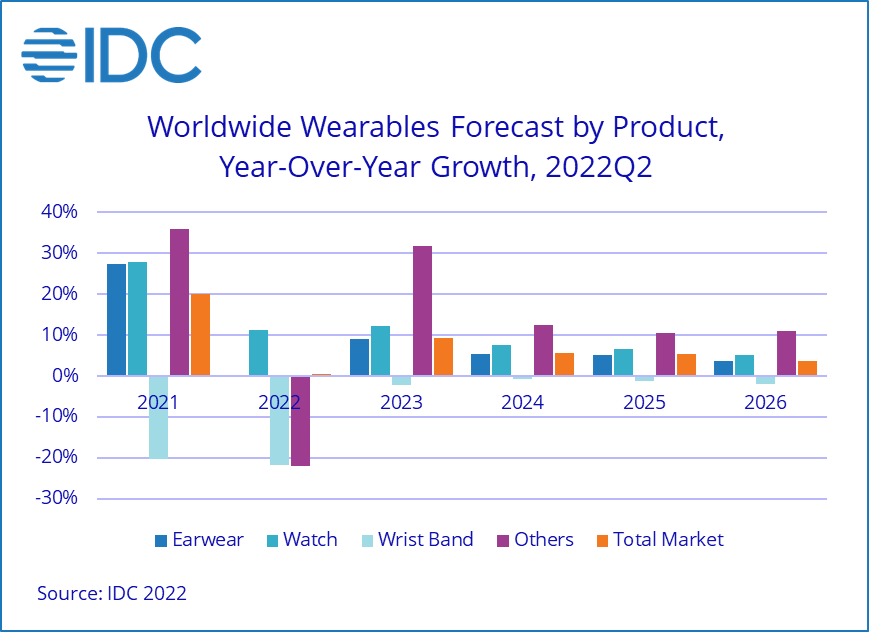 IDC
Worldwide Wearables Forecast by Product,
Year-Over-Year Growth, 2022Q2
40%
30%
20%
10%
0%
-10%
-20%
-30%
2021 2022 2023 2024 2025 2026
Earwear Watch Wrist Band Others Total Market
Source: IDC 2022